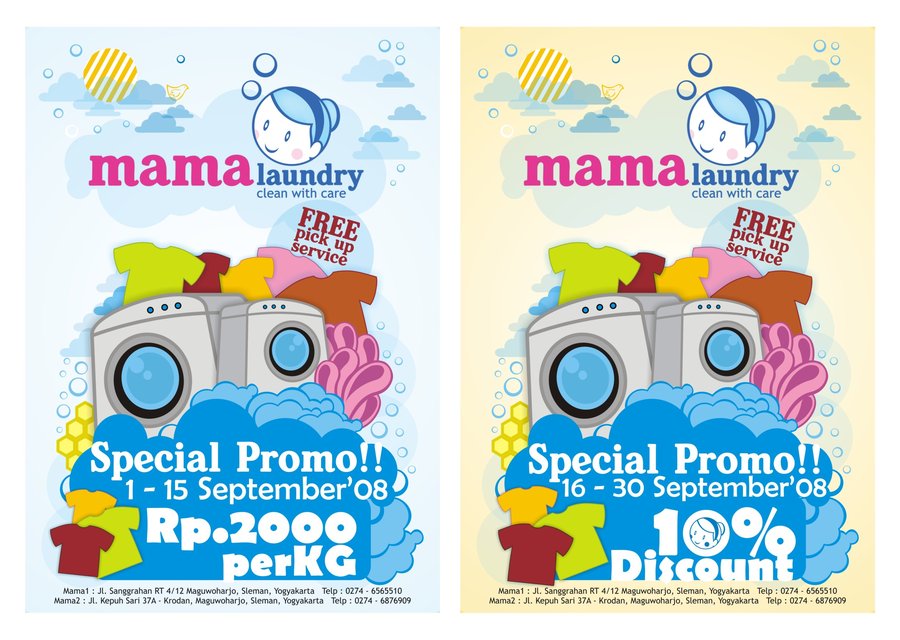 mama laundry
clean with care
FREE
pick up
service
Special Promo!!
1 - 15 September'08
Rp.2000
perKG
Mama1 : Jl. Sanggrahan RT 4/12 Maguwoharjo, Sleman, Yogyakarta Telp : 0274 - 6565510
Mama2 : Jl. Kepuh Sari 37A - Krodan, Maguwoharjo, Sleman, Yogyakarta Telp : 0274 - 6876909
mama laundry
clean with care
FREE
pick up
service
Special Promo!!
16 - 30 September'08
10%
Discount
Mama1 : Jl. Sanggrahan RT 4/12 Maguwoharjo, Sleman, Yogyakarta Telp : 0274 - 6565510
Mama2 : Jl. Kepuh Sari 37A - Krodan, Maguwoharjo, Sleman, Yogyakarta Telp : 0274 - 6876909